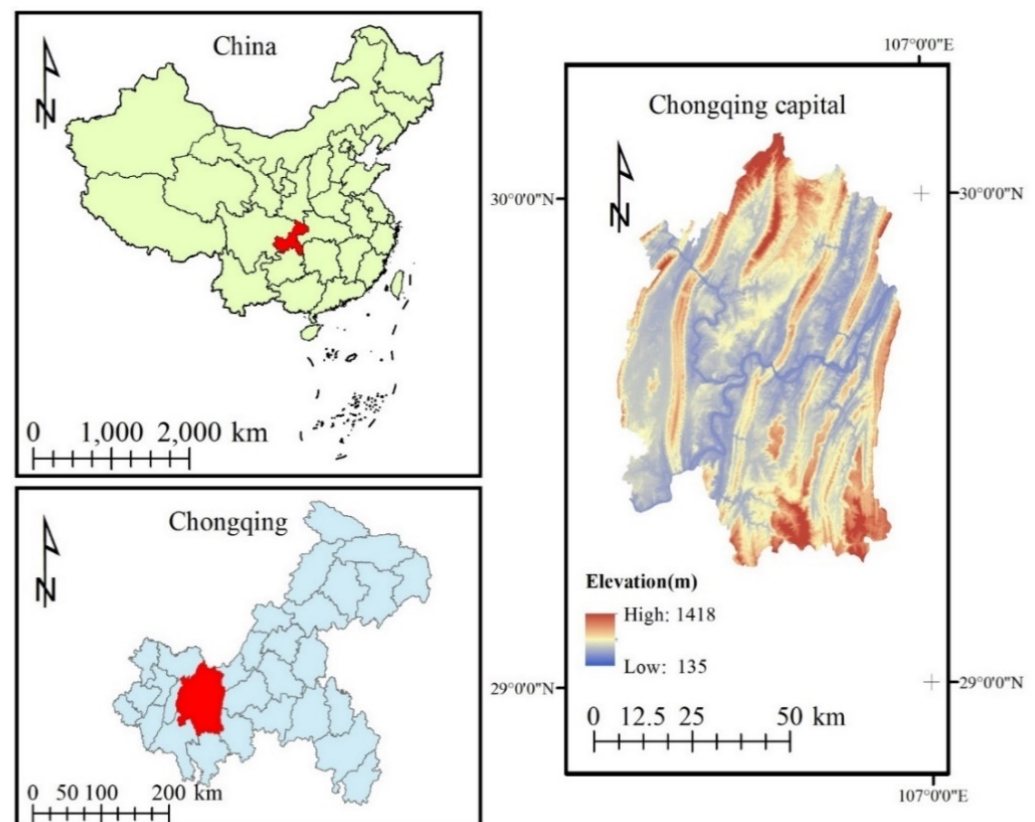 China
N
0 1,000 2,000 km
Chongqing
N
0 50 100 200 km
107°0'0"E
Chongqing capital
N
30°0'0"N
30°0'0"N
Elevation(m)
High: 1418
Low: 135
29°0'0"N
29°0'0"N
0 12.5 25 50 km
107°0'0"E